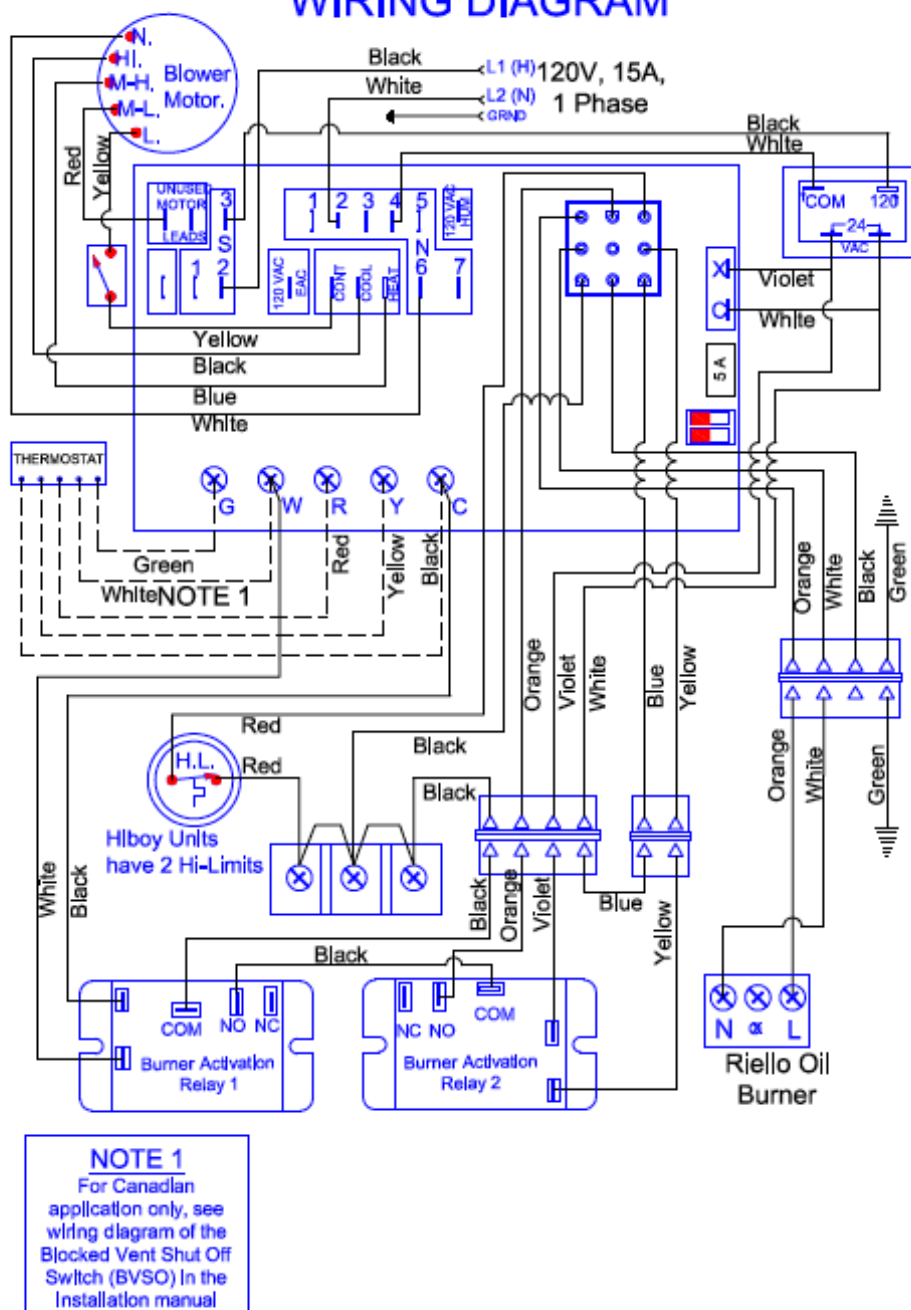 WIRING DIAGRAM
N.
HI.
M-H.
M-L.
L.
Blower
Motor.
Black
White
L1 (H)
L2 (N)
GRND
120V, 15A,
1 Phase
Black
White
Red
Yellow
UNUSED
MOTOR
LEADS
3
S
1
2
1
2
3
4
5
N
6
7
120 VAC
HUM
120 VAC
EAC
CONT
COOL
HEAT
COM
120
24
VAC
X
C
Violet
White
5 A
Yellow
Black
Blue
White
THERMOSTAT
G
W
R
Y
C
Green
White
NOTE 1
Red
Yellow
Black
Orange
White
Black
Green
Orange
Violet
White
Blue
Yellow
Red
Red
Black
Black
H.L.
Hiboy Units
have 2 Hi-Limits
Orange
White
Green
White
Black
Black
Orange
Violet
Blue
Yellow
Black
COM
NO
NC
Burner Activation
Relay 1
NC
NO
COM
Burner Activation
Relay 2
N
L
Riello Oil
Burner
NOTE 1
For Canadian
application only, see
wiring diagram of the
Blocked Vent Shut Off
Switch (BVSO) in the
Installation manual